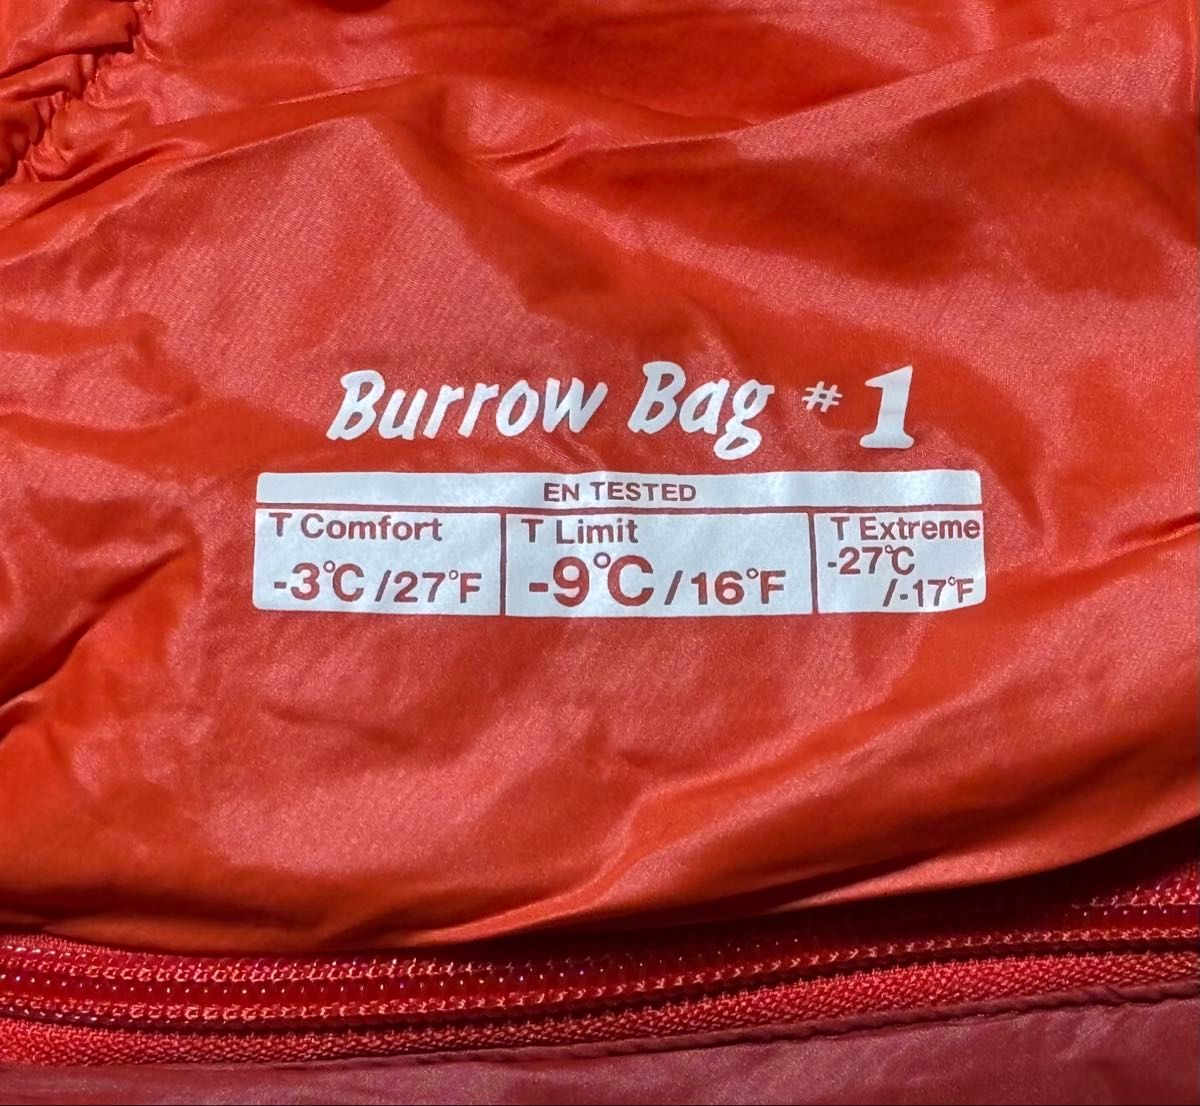 Burrow Bag # 1
EN TESTED
T Comfort
-3°C /27°F
T Limit
-9°C /16°F
T Extreme
-27°C
/-17°F